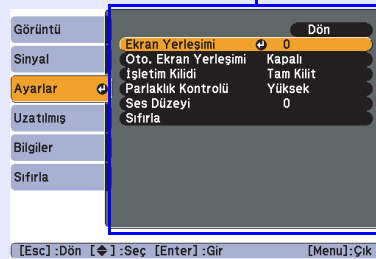 Görüntü
Sinyal
Ayarlar
Uzatılmış
Bilgiler
Sıfırla
Dön
Ekran Yerleşimi 0
Oto. Ekran Yerleşimi Kapalı
İşletim Kilidi Tam Kilit
Parlaklık Kontrolü Yüksek
Ses Düzeyi 0
Sıfırla
[Esc] :Dön [◆] :Seç [Enter] :Gir [Menu]:Çık